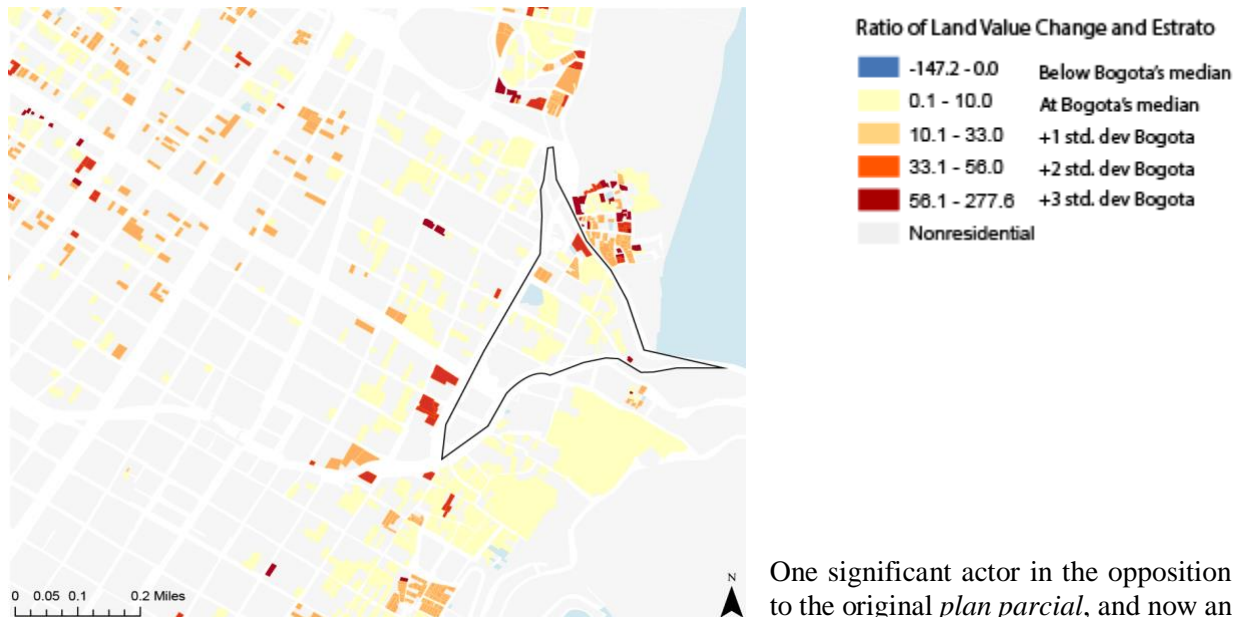 Ratio of Land Value Change and Estrato
-147.2 - 0.0 Below Bogota's median
0.1 - 10.0 At Bogota's median
10.1 - 33.0 +1 std. dev Bogota
33.1 - 56.0 +2 std. dev Bogota
56.1 - 277.6 +3 std. dev Bogota
Nonresidential
N
0 0.05 0.1 0.2 Miles
One significant actor in the opposition
to the original plan parcial, and now an